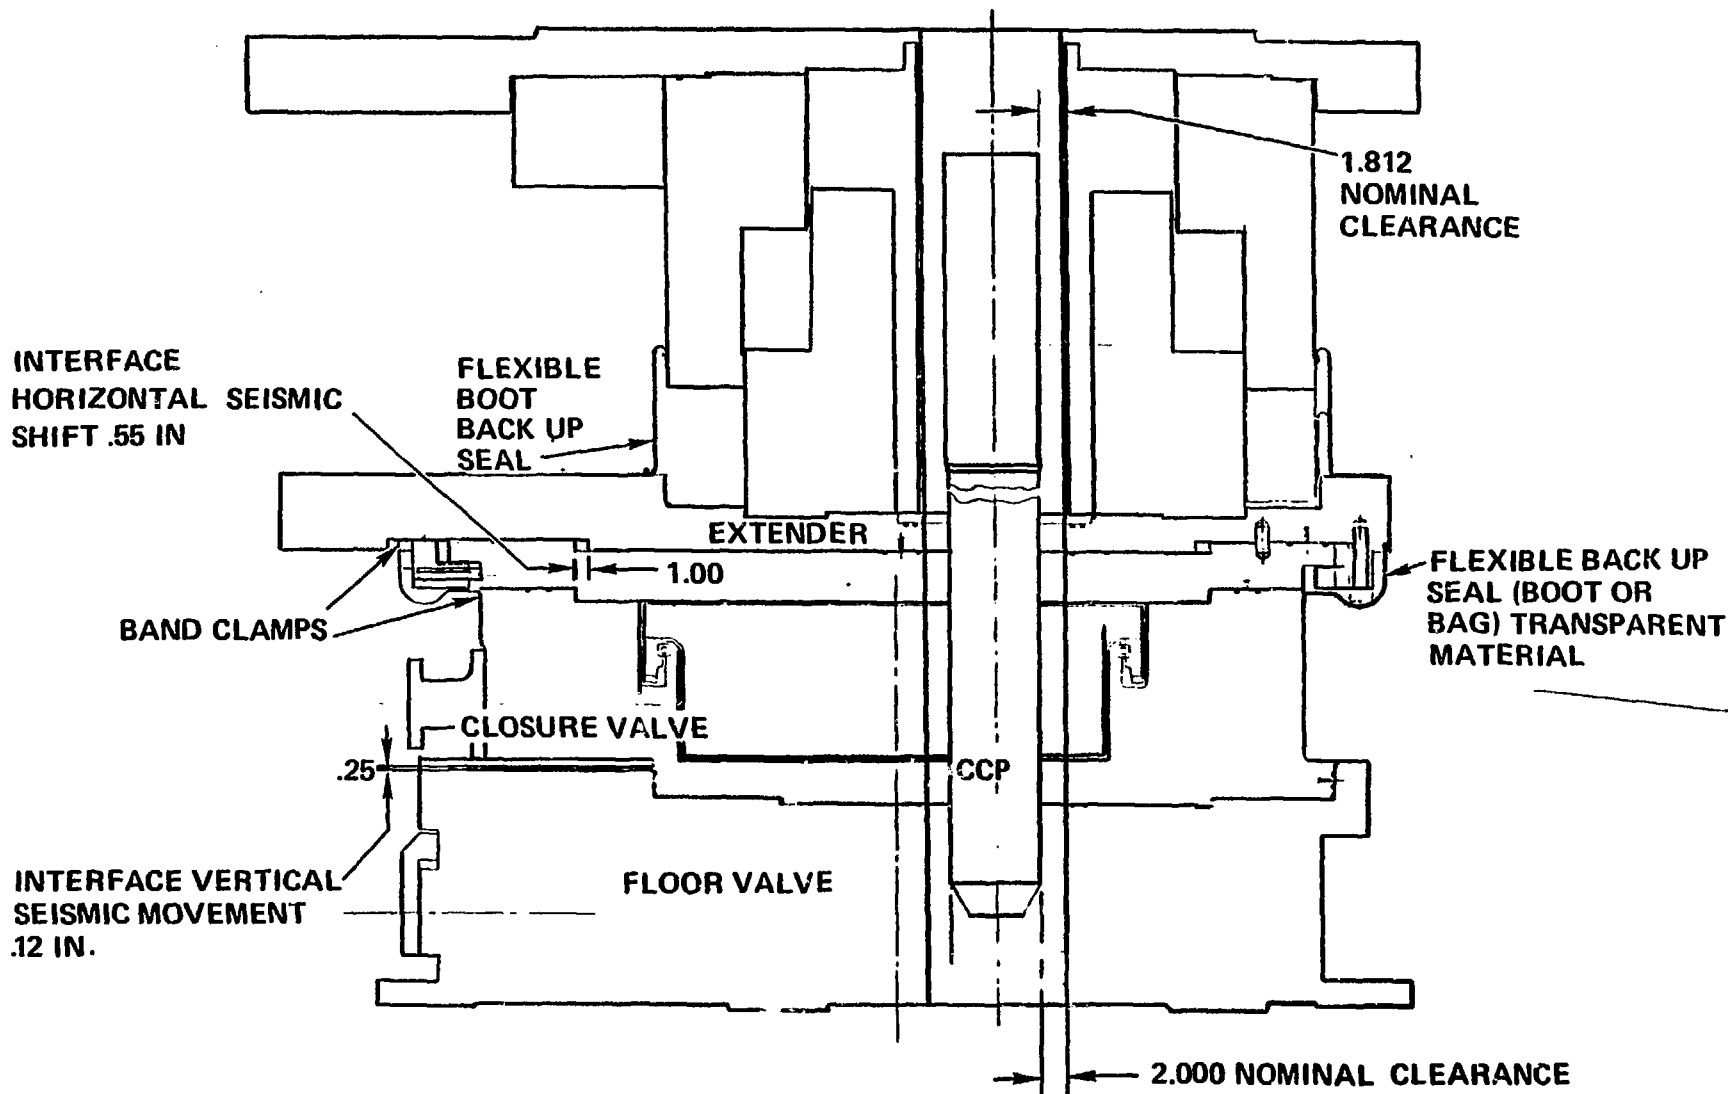 1.812
NOMINAL
CLEARANCE
INTERFACE
HORIZONTAL SEISMIC
SHIFT .55 IN
FLEXIBLE
BOOT
BACK UP
SEAL
EXTENDER
1.00
FLEXIBLE BACK UP
SEAL (BOOT OR
BAG) TRANSPARENT
MATERIAL
BAND CLAMPS
CLOSURE VALVE
.25
CCP
INTERFACE VERTICAL
SEISMIC MOVEMENT
.12 IN.
FLOOR VALVE
2.000 NOMINAL CLEARANCE